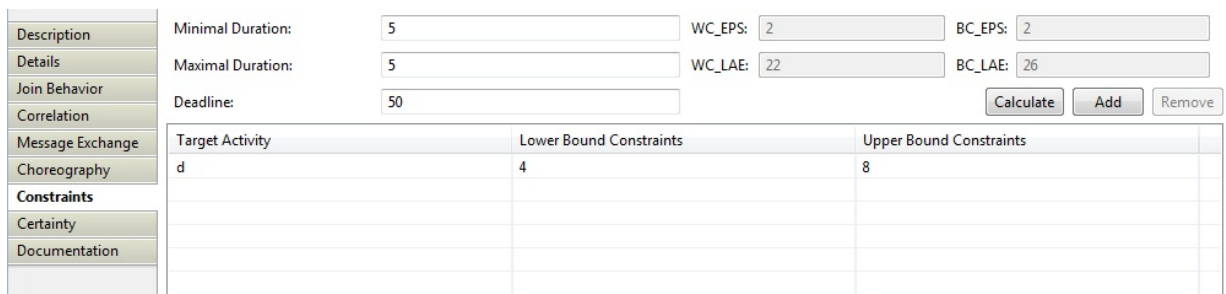 Description
Details
Join Behavior
Correlation
Message Exchange
Choreography
Constraints
Certainty
Documentation
Minimal Duration: 5 WC_EPS: 2 BC_EPS: 2
Maximal Duration: 5 WC_LAE: 22 BC_LAE: 26
Deadline: 50 Calculate Add Remove
Target Activity Lower Bound Constraints Upper Bound Constraints
d 4 8